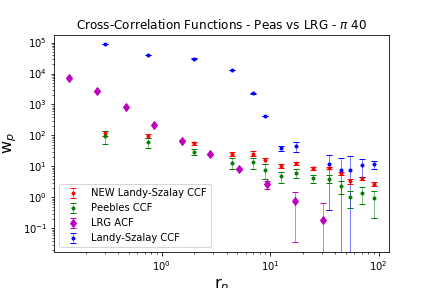 Cross-Correlation Functions - Peas vs LRG - π 40
w_p
10⁵
10⁴
10³
10²
10¹
10⁰
10⁻¹
NEW Landy-Szalay CCF
Peebles CCF
LRG ACF
Landy-Szalay CCF
10⁰ 10¹ 10²
r_p